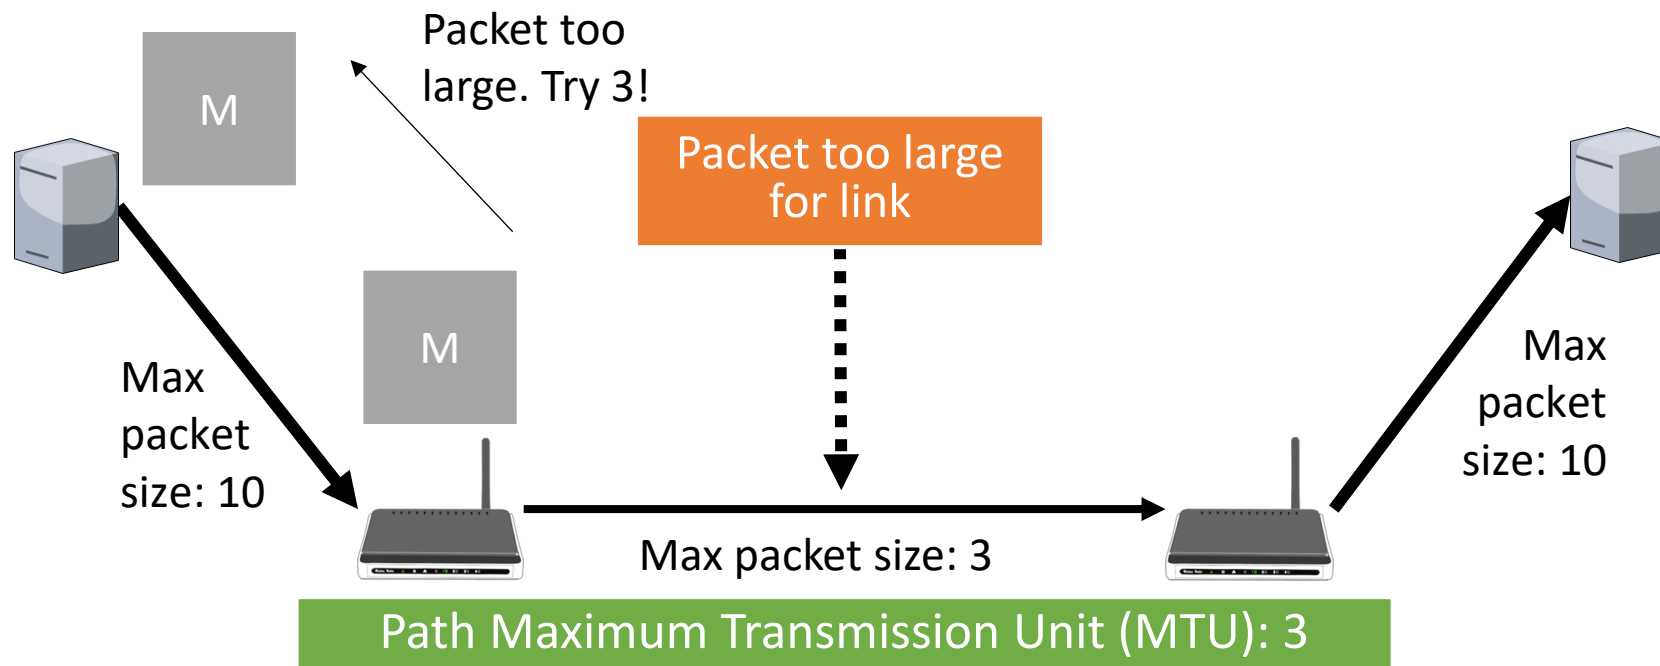 Packet too
large. Try 3!
M
Packet too large
for link
M
Max
packet
size: 10
Max
packet
size: 10
Max packet size: 3
Path Maximum Transmission Unit (MTU): 3